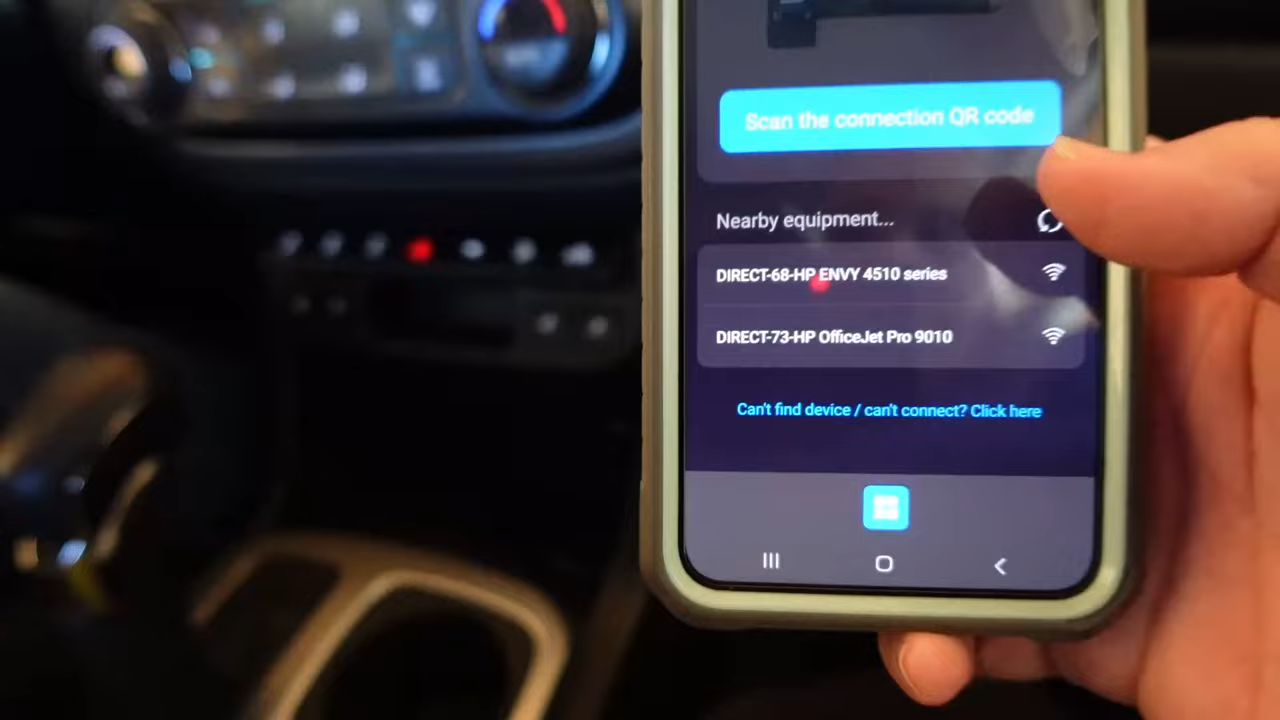 Scan the connection QR code
Nearby equipment...
DIRECT-68-HP ENVY 4510 series
DIRECT-73-HP OfficeJet Pro 9010
Can't find device / can't connect? Click here